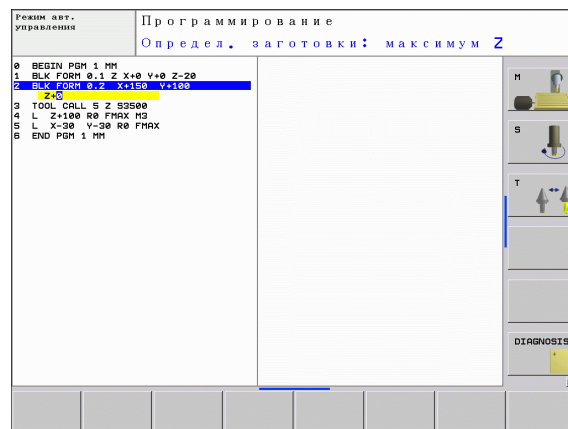 Режим авт.
управления
Программирование
Определ. заготовки: максимум Z
0 BEGIN PGM 1 MM
1 BLK FORM 0.1 Z X+0 Y+0 Z-20
2 BLK FORM 0.2 X+150 Y+100
Z+0
3 TOOL CALL 5 Z S3500
4 L Z+100 R0 FMAX M3
5 L X-30 Y-30 R0 FMAX
6 END PGM 1 MM
M
S
T
DIAGNOSIS